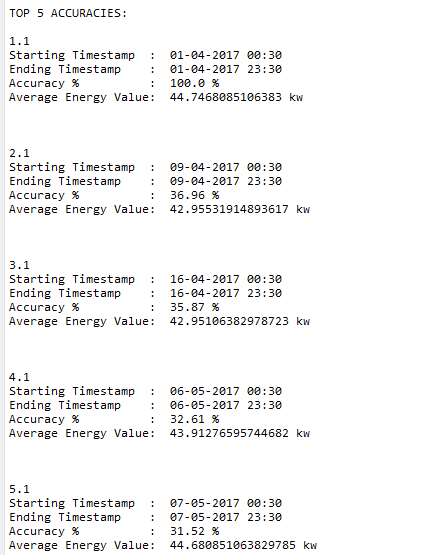 TOP 5 ACCURACIES:
1.1
Starting Timestamp  :  01-04-2017 00:30
Ending Timestamp    :  01-04-2017 23:30
Accuracy %          :  100.0 %
Average Energy Value:  44.7468085106383 kw
2.1
Starting Timestamp  :  09-04-2017 00:30
Ending Timestamp    :  09-04-2017 23:30
Accuracy %          :  36.96 %
Average Energy Value:  42.95531914893617 kw
3.1
Starting Timestamp  :  16-04-2017 00:30
Ending Timestamp    :  16-04-2017 23:30
Accuracy %          :  35.87 %
Average Energy Value:  42.95106382978723 kw
4.1
Starting Timestamp  :  06-05-2017 00:30
Ending Timestamp    :  06-05-2017 23:30
Accuracy %          :  32.61 %
Average Energy Value:  43.91276595744682 kw
5.1
Starting Timestamp  :  07-05-2017 00:30
Ending Timestamp    :  07-05-2017 23:30
Accuracy %          :  31.52 %
Average Energy Value:  44.680851063829785 kw